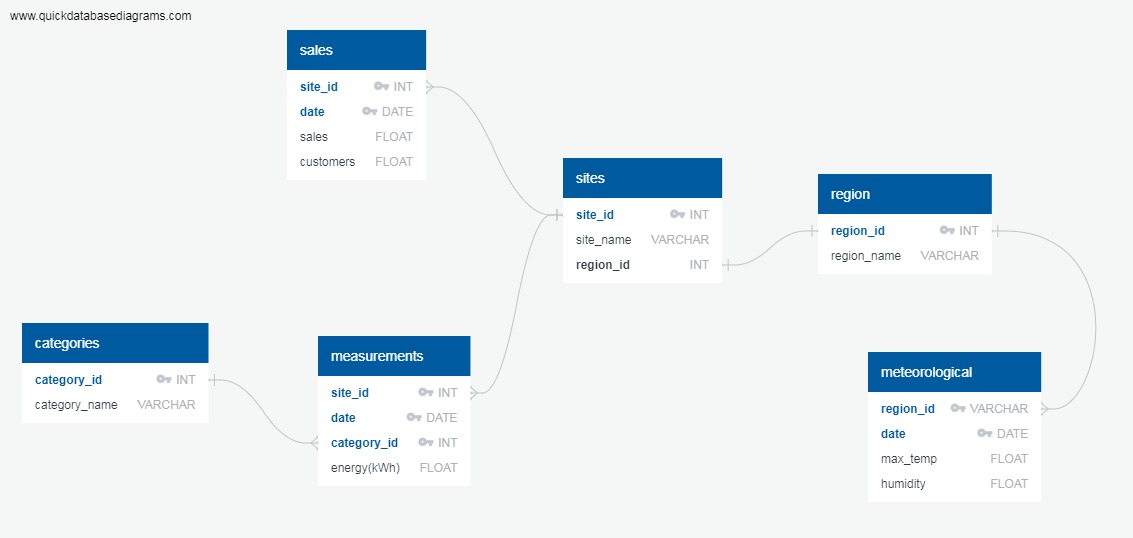 www.quickdatabasediagrams.com
sales
site_id INT
date DATE
sales FLOAT
customers FLOAT
sites
site_id INT
site_name VARCHAR
region_id INT
region
region_id INT
region_name VARCHAR
categories
category_id INT
category_name VARCHAR
measurements
site_id INT
date DATE
category_id INT
energy(kWh) FLOAT
meteorological
region_id VARCHAR
date DATE
max_temp FLOAT
humidity FLOAT